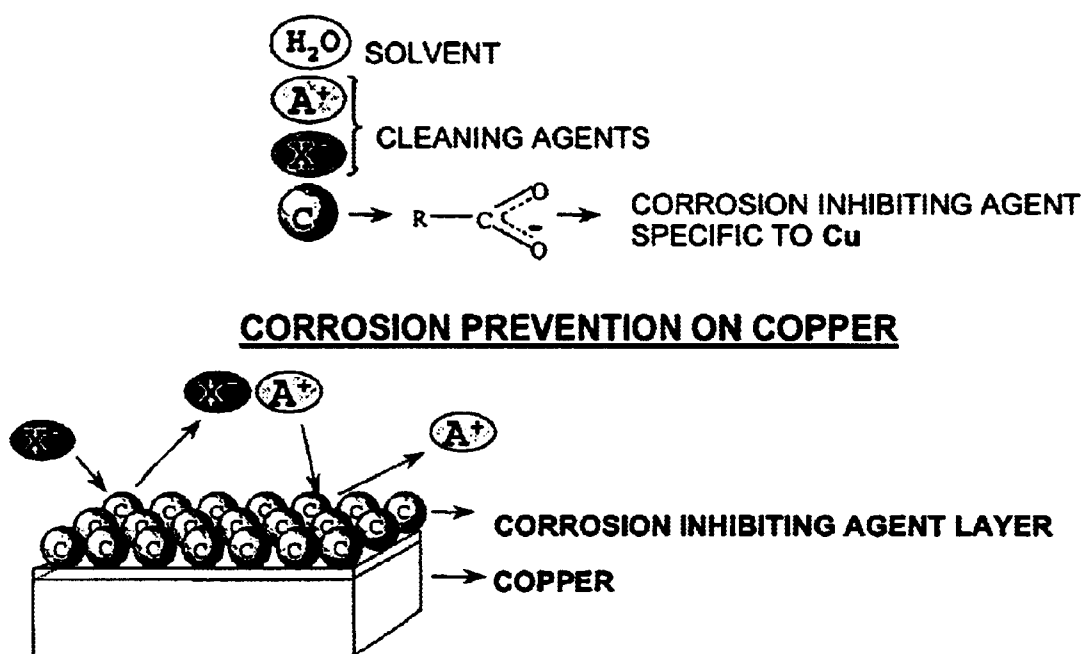 H₂O SOLVENT
A⁺
X⁻
CLEANING AGENTS
C R C O O -
CORROSION INHIBITING AGENT
SPECIFIC TO Cu
CORROSION PREVENTION ON COPPER
X⁻ A⁺
X⁻ A⁺
C C C C C C C
C C C C C C C
C C C C C C C
CORROSION INHIBITING AGENT LAYER
COPPER